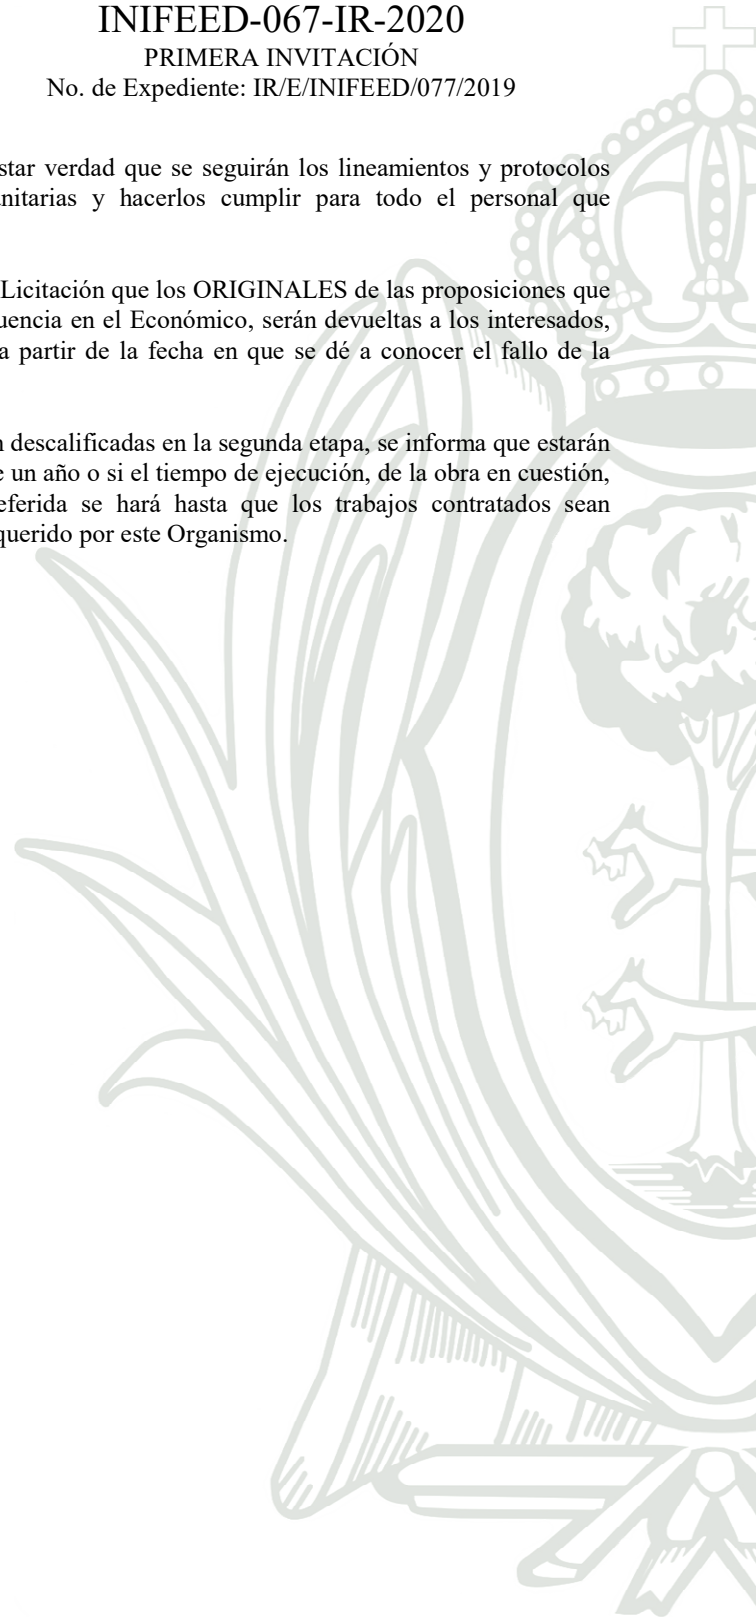 INIFEED-067-IR-2020
PRIMERA INVITACIÓN
No. de Expediente: IR/E/INIFEED/077/2019
star verdad que se seguirán los lineamientos y protocolos
nitarias y hacerlos cumplir para todo el personal que
Licitación que los ORIGINALES de las proposiciones que
uencia en el Económico, serán devueltas a los interesados,
a partir de la fecha en que se dé a conocer el fallo de la
descalificadas en la segunda etapa, se informa que estarán
un año o si el tiempo de ejecución, de la obra en cuestión,
eferida se hará hasta que los trabajos contratados sean
querido por este Organismo.